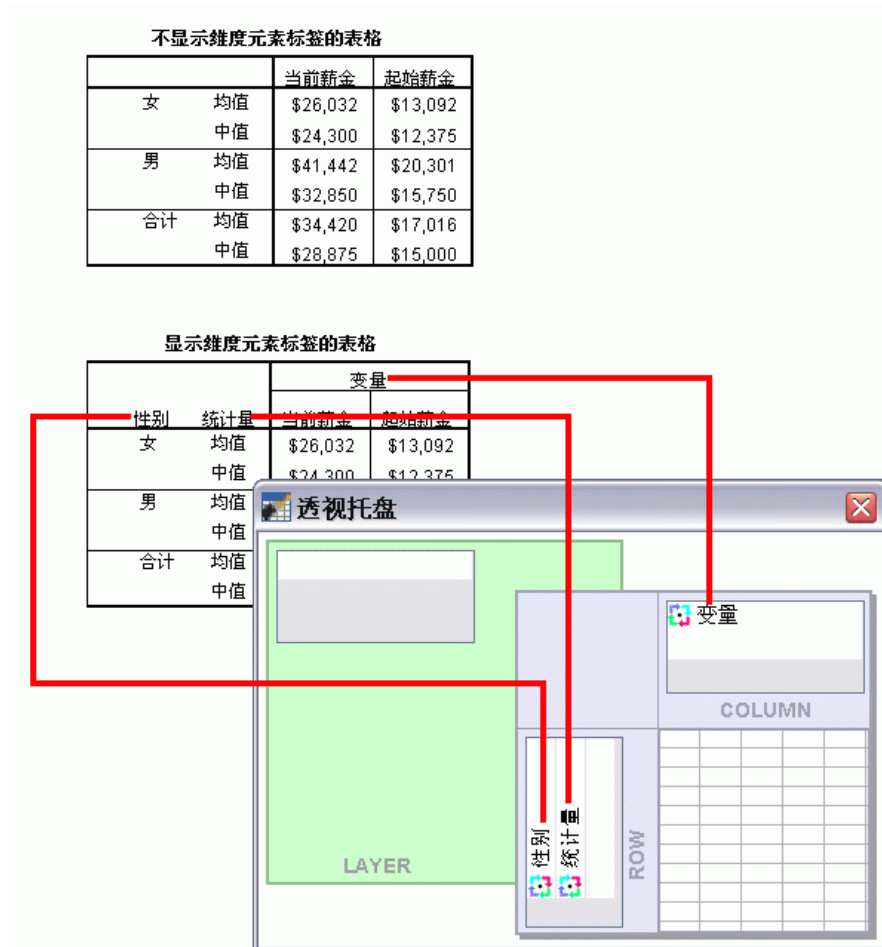 不显示维度元素标签的表格
当前薪金 起始薪金
女 均值 $26,032 $13,092
中值 $24,300 $12,375
男 均值 $41,442 $20,301
中值 $32,850 $15,750
合计 均值 $34,420 $17,016
中值 $28,875 $15,000
显示维度元素标签的表格
变量
性别 统计量 当前薪金 起始薪金
女 均值 $26,032 $13,092
中值 $24,300 $12,375
男 均值
中值
合计 均值
中值
透视托盘
变量
COLUMN
性别
统计量
ROW
LAYER